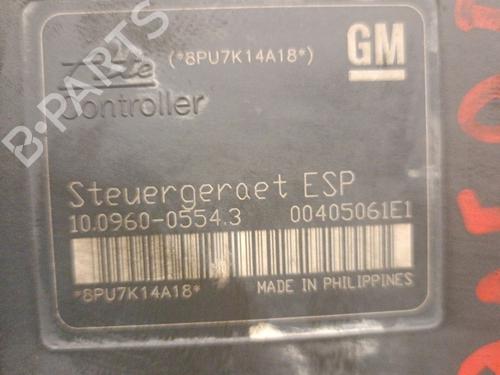 (*8PU7K14A18*)
GM
Controller
Steuergeraet ESP
10.0960-0554.3 00405061E1
*8PU7K14A18* MADE IN PHILIPPINES
B-PARTS